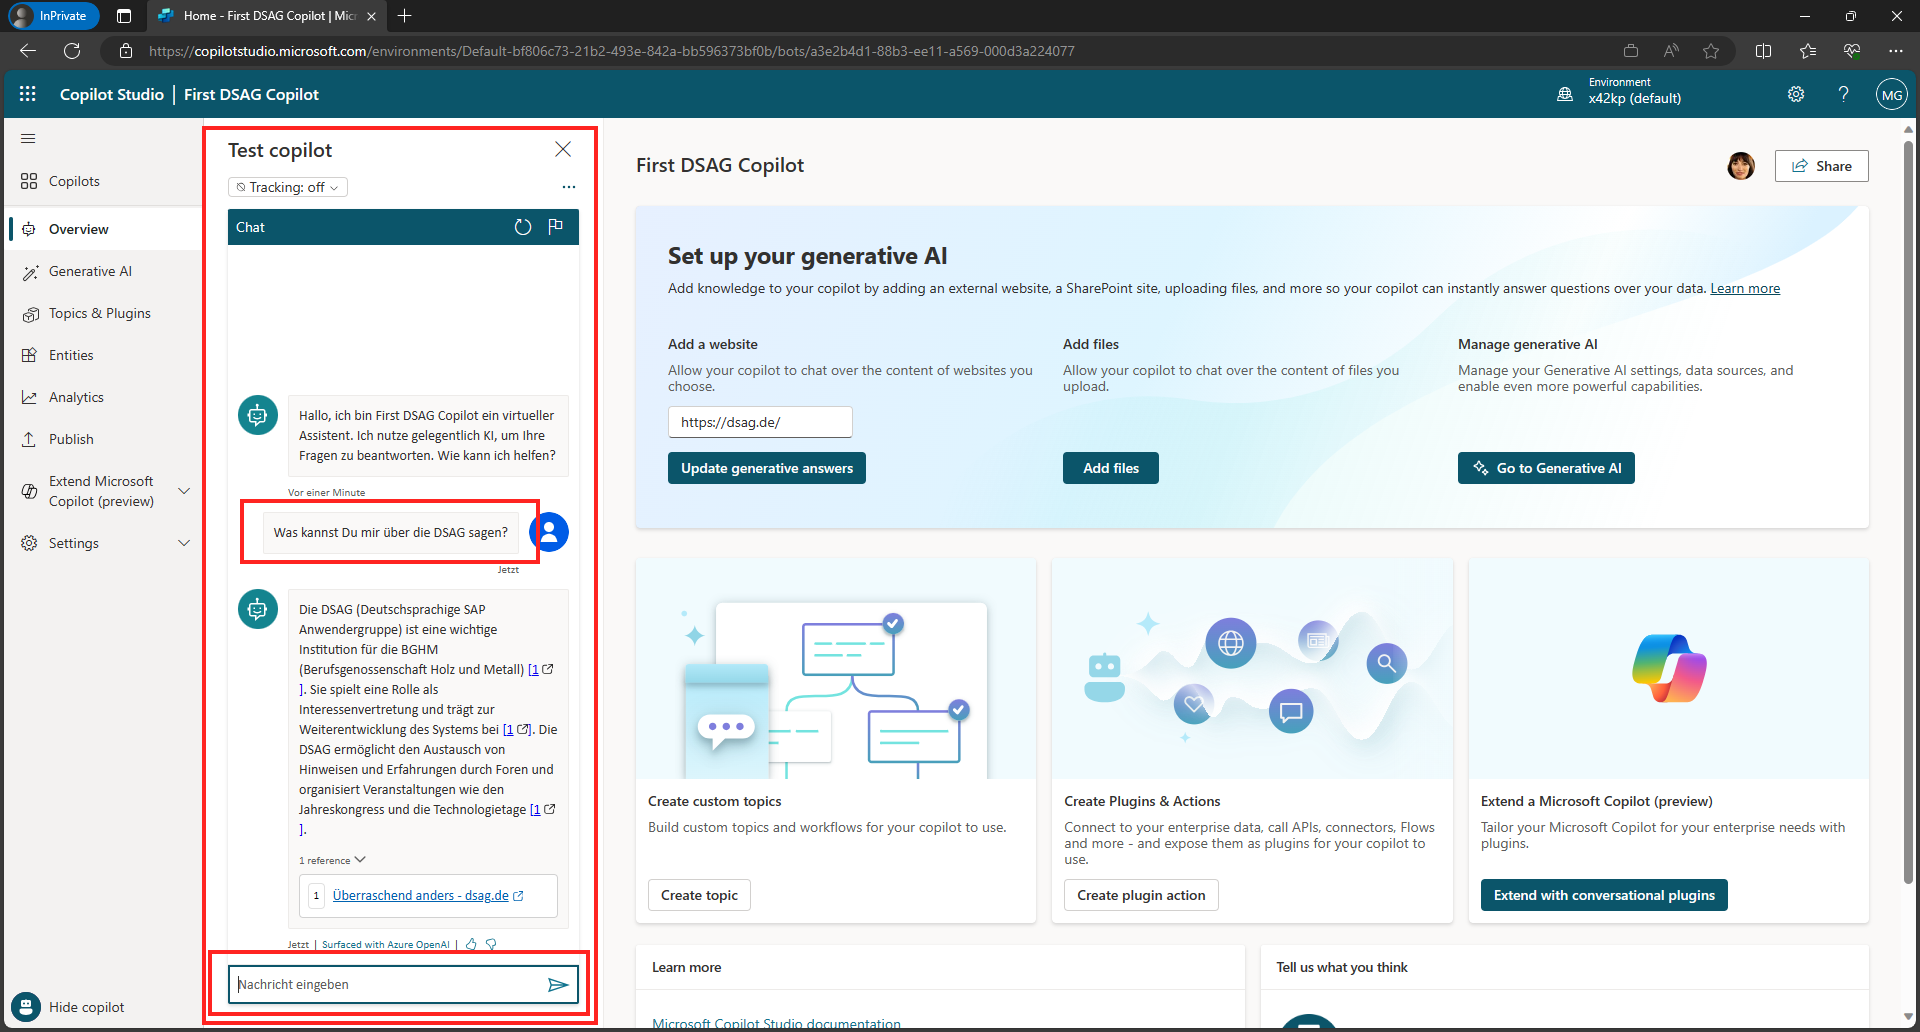 InPrivate
Home - First DSAG Copilot | Micr
https://copilotstudio.microsoft.com/environments/Default-bf806c73-21b2-493e-842a-bb596373bf0b/bots/a3e2b4d1-88b3-ee11-a569-000d3a224077
Copilot Studio | First DSAG Copilot
Environment
x42kp (default)
?
MG
Copilots
Overview
Generative AI
Topics & Plugins
Entities
Analytics
Publish
Extend Microsoft
Copilot (preview)
Settings
Hide copilot
Test copilot
Tracking: off
Chat
Hallo, ich bin First DSAG Copilot ein virtueller
Assistent. Ich nutze gelegentlich KI, um Ihre
Fragen zu beantworten. Wie kann ich helfen?
Vor einer Minute
Was kannst Du mir über die DSAG sagen?
Jetzt
Die DSAG (Deutschsprachige SAP
Anwendergruppe) ist eine wichtige
Institution für die BGHM
(Berufsgenossenschaft Holz und Metall) [1
]. Sie spielt eine Rolle als
Interessenvertretung und trägt zur
Weiterentwicklung des Systems bei [1]. Die
DSAG ermöglicht den Austausch von
Hinweisen und Erfahrungen durch Foren und
organisiert Veranstaltungen wie den
Jahreskongress und die Technologietage [1
].
1 reference
1 Überraschend anders - dsag.de
Jetzt | Surfaced with Azure OpenAI |
Nachricht eingeben
First DSAG Copilot
Share
Set up your generative AI
Add knowledge to your copilot by adding an external website, a SharePoint site, uploading files, and more so your copilot can instantly answer questions over your data. Learn more
Add a website
Allow your copilot to chat over the content of websites you
choose.
https://dsag.de/
Update generative answers
Add files
Allow your copilot to chat over the content of files you
upload.
Add files
Manage generative AI
Manage your Generative AI settings, data sources, and
enable even more powerful capabilities.
Go to Generative AI
Create custom topics
Build custom topics and workflows for your copilot to use.
Create topic
Create Plugins & Actions
Connect to your enterprise data, call APIs, connectors, Flows
and more - and expose them as plugins for your copilot to
use.
Create plugin action
Extend a Microsoft Copilot (preview)
Tailor your Microsoft Copilot for your enterprise needs with
plugins.
Extend with conversational plugins
Learn more
Microsoft Copilot Studio documentation
Tell us what you think